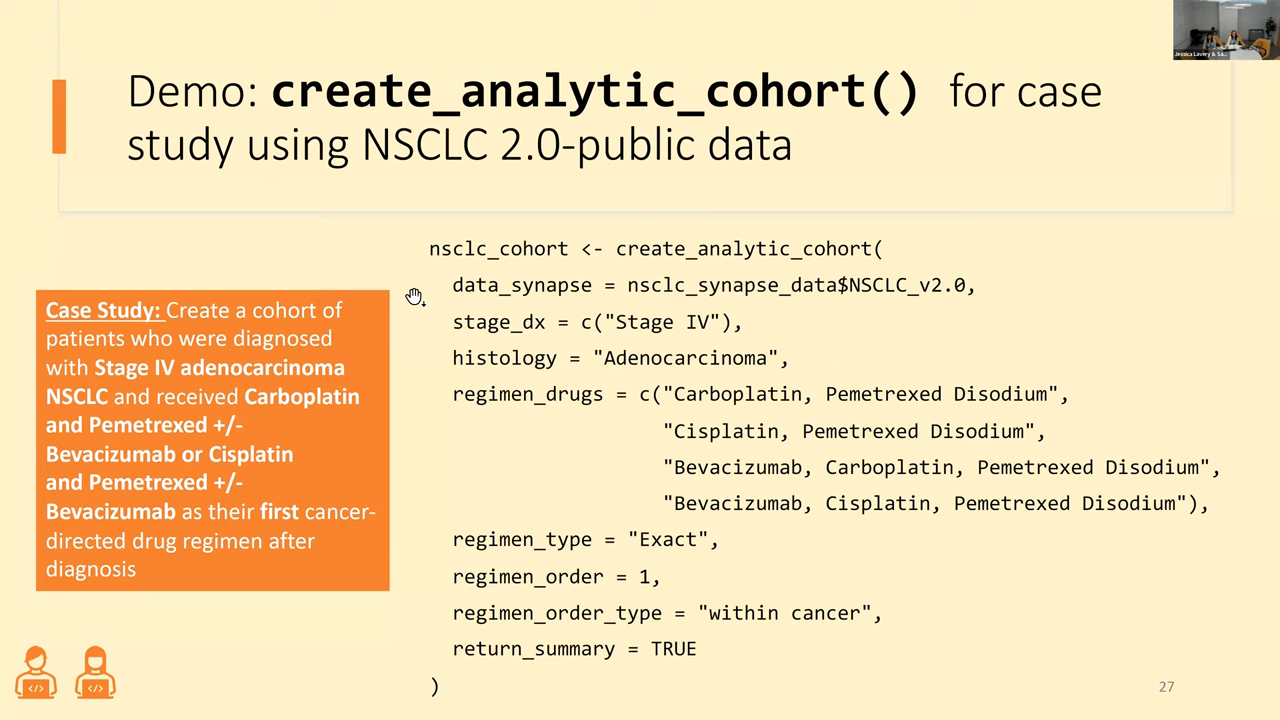 Demo: create_analytic_cohort() for case
study using NSCLC 2.0-public data
Case Study: Create a cohort of
patients who were diagnosed
with Stage IV adenocarcinoma
NSCLC and received Carboplatin
and Pemetrexed +/-
Bevacizumab or Cisplatin
and Pemetrexed +/-
Bevacizumab as their first cancer-
directed drug regimen after
diagnosis
nsclc_cohort <- create_analytic_cohort(
data_synapse = nsclc_synapse_data$NSCLC_v2.0,
stage_dx = c("Stage IV"),
histology = "Adenocarcinoma",
regimen_drugs = c("Carboplatin, Pemetrexed Disodium",
"Cisplatin, Pemetrexed Disodium",
"Bevacizumab, Carboplatin, Pemetrexed Disodium",
"Bevacizumab, Cisplatin, Pemetrexed Disodium"),
regimen_type = "Exact",
regimen_order = 1,
regimen_order_type = "within cancer",
return_summary = TRUE
)
27
Jessica Lavery & Sa...